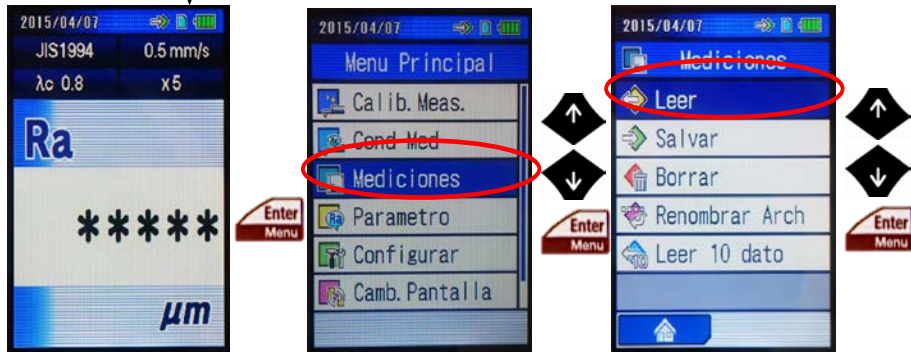 2015/04/07
JIS1994 0.5 mm/s
λc 0.8 x5
Ra
*****
µm
Enter
Menu
2015/04/07
Menu Principal
Calib. Meas.
Cond Med
Mediciones
Parametro
Configurar
Camb. Pantalla
Enter
Menu
2015/04/07
Mediciones
Leer
Salvar
Borrar
Renombrar Arch
Leer 10 dato
Enter
Menu